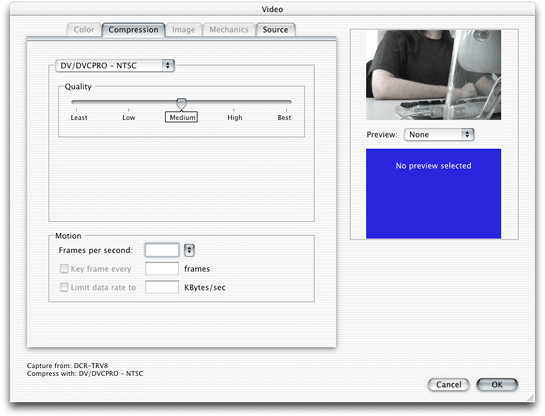 Video
Color Compression Image Mechanics Source
DV/DVCPRO – NTSC
Quality
Least Low Medium High Best
Motion
Frames per second:
Key frame every frames
Limit data rate to KBytes/sec
Preview: None
No preview selected
Capture from: DCR-TRV8
Compress with: DV/DVCPRO – NTSC
Cancel OK